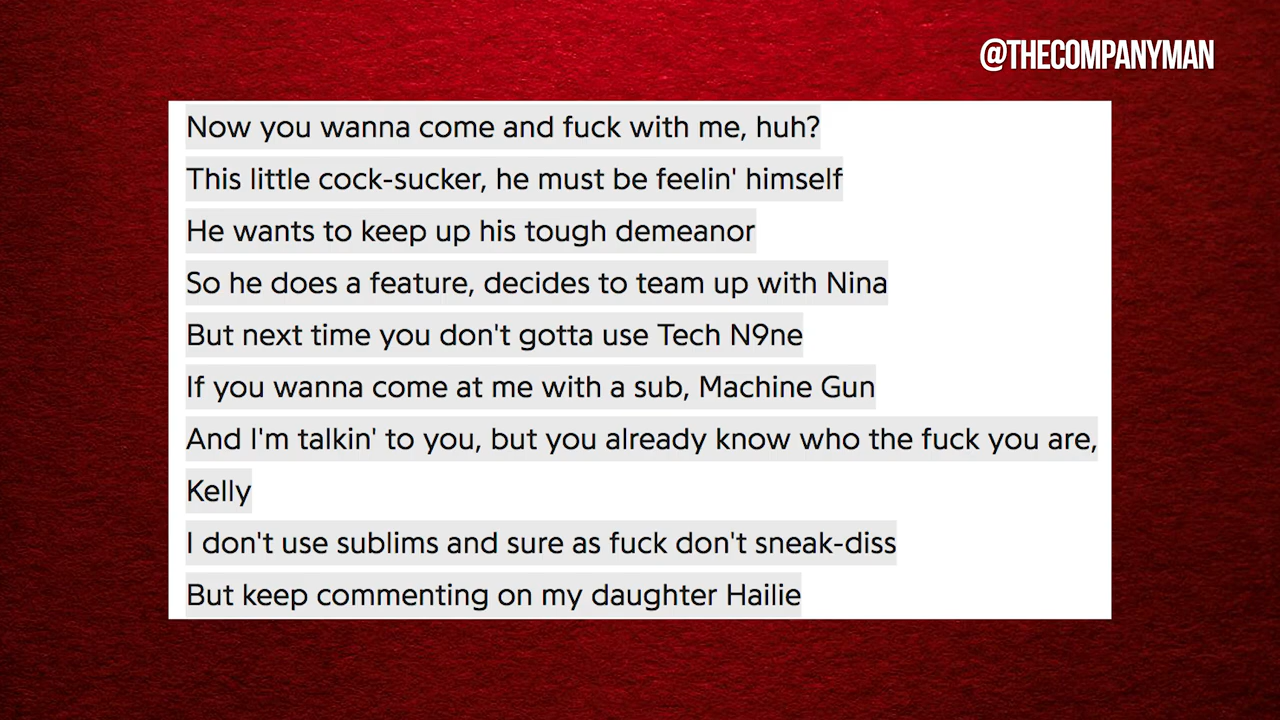 @THECOMPANYMAN
Now you wanna come and fuck with me, huh?
This little cock-sucker, he must be feelin' himself
He wants to keep up his tough demeanor
So he does a feature, decides to team up with Nina
But next time you don't gotta use Tech N9ne
If you wanna come at me with a sub, Machine Gun
And I'm talkin' to you, but you already know who the fuck you are,
Kelly
I don't use sublims and sure as fuck don't sneak-diss
But keep commenting on my daughter Hailie